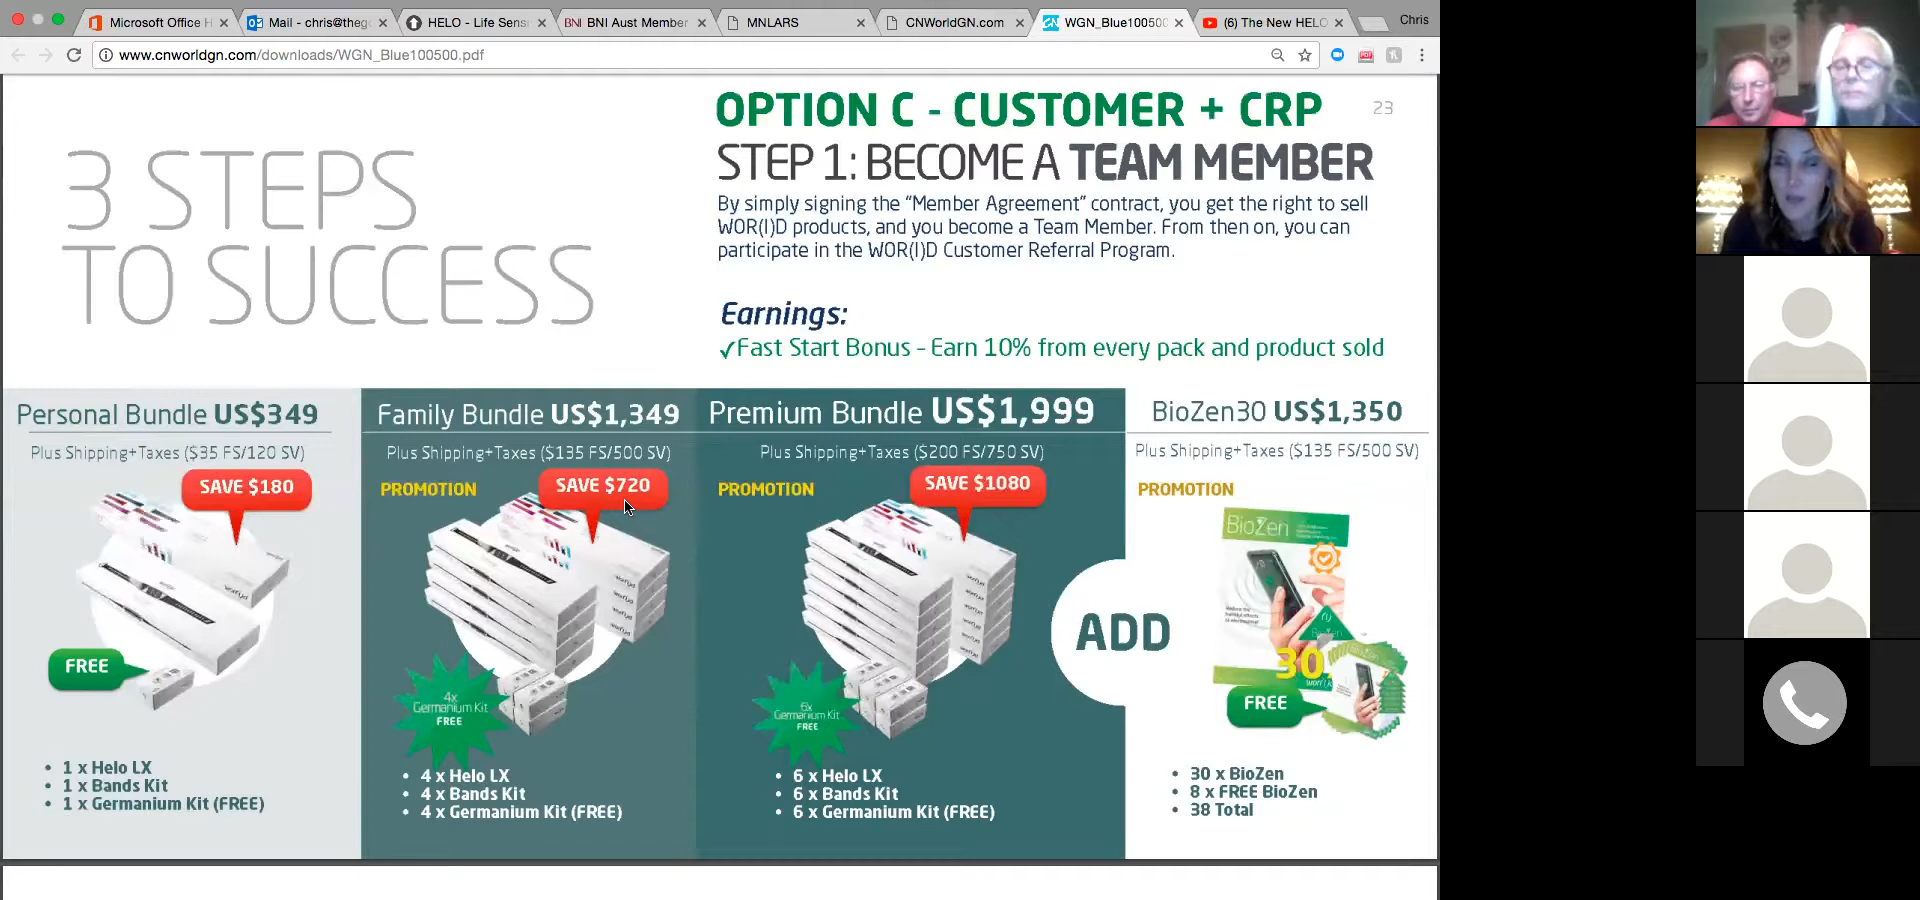 Microsoft Office H
Mail - chris@theg
HELO - Life Sens
BNI Aust Member
MNLARS
CNWorldGN.com
WGN_Blue100500
(6) The New HELO
Chris
www.cnworldgn.com/downloads/WGN_Blue100500.pdf
3 STEPS
TO SUCCESS
OPTION C - CUSTOMER + CRP
23
STEP 1: BECOME A TEAM MEMBER
By simply signing the “Member Agreement” contract, you get the right to sell
WOR(I)D products, and you become a Team Member. From then on, you can
participate in the WOR(I)D Customer Referral Program.
Earnings:
✓Fast Start Bonus - Earn 10% from every pack and product sold
Personal Bundle US$349
Plus Shipping+Taxes ($35 FS/120 SV)
SAVE $180
FREE
• 1 x Helo LX
• 1 x Bands Kit
• 1 x Germanium Kit (FREE)
Family Bundle US$1,349
Plus Shipping+Taxes ($135 FS/500 SV)
PROMOTION
SAVE $720
4x
Germanium Kit
FREE
• 4 x Helo LX
• 4 x Bands Kit
• 4 x Germanium Kit (FREE)
Premium Bundle US$1,999
Plus Shipping+Taxes ($200 FS/750 SV)
PROMOTION
SAVE $1080
6x
Germanium Kit
FREE
• 6 x Helo LX
• 6 x Bands Kit
• 6 x Germanium Kit (FREE)
ADD
BioZen30 US$1,350
Plus Shipping+Taxes ($135 FS/500 SV)
PROMOTION
BioZen
30
FREE
• 30 x BioZen
• 8 x FREE BioZen
• 38 Total